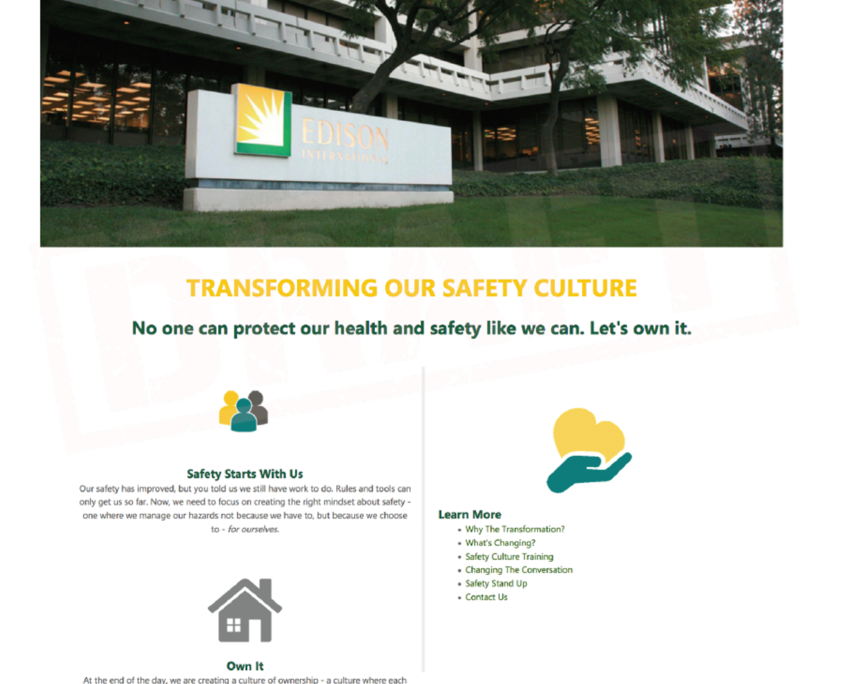 EDISON
INTERNATIONAL
DRAFT
TRANSFORMING OUR SAFETY CULTURE
No one can protect our health and safety like we can. Let's own it.
Safety Starts With Us
Our safety has improved, but you told us we still have work to do. Rules and tools can
only get us so far. Now, we need to focus on creating the right mindset about safety -
one where we manage our hazards not because we have to, but because we choose
to - for ourselves.
Own It
At the end of the day, we are creating a culture of ownership - a culture where each
Learn More
• Why The Transformation?
• What's Changing?
• Safety Culture Training
• Changing The Conversation
• Safety Stand Up
• Contact Us